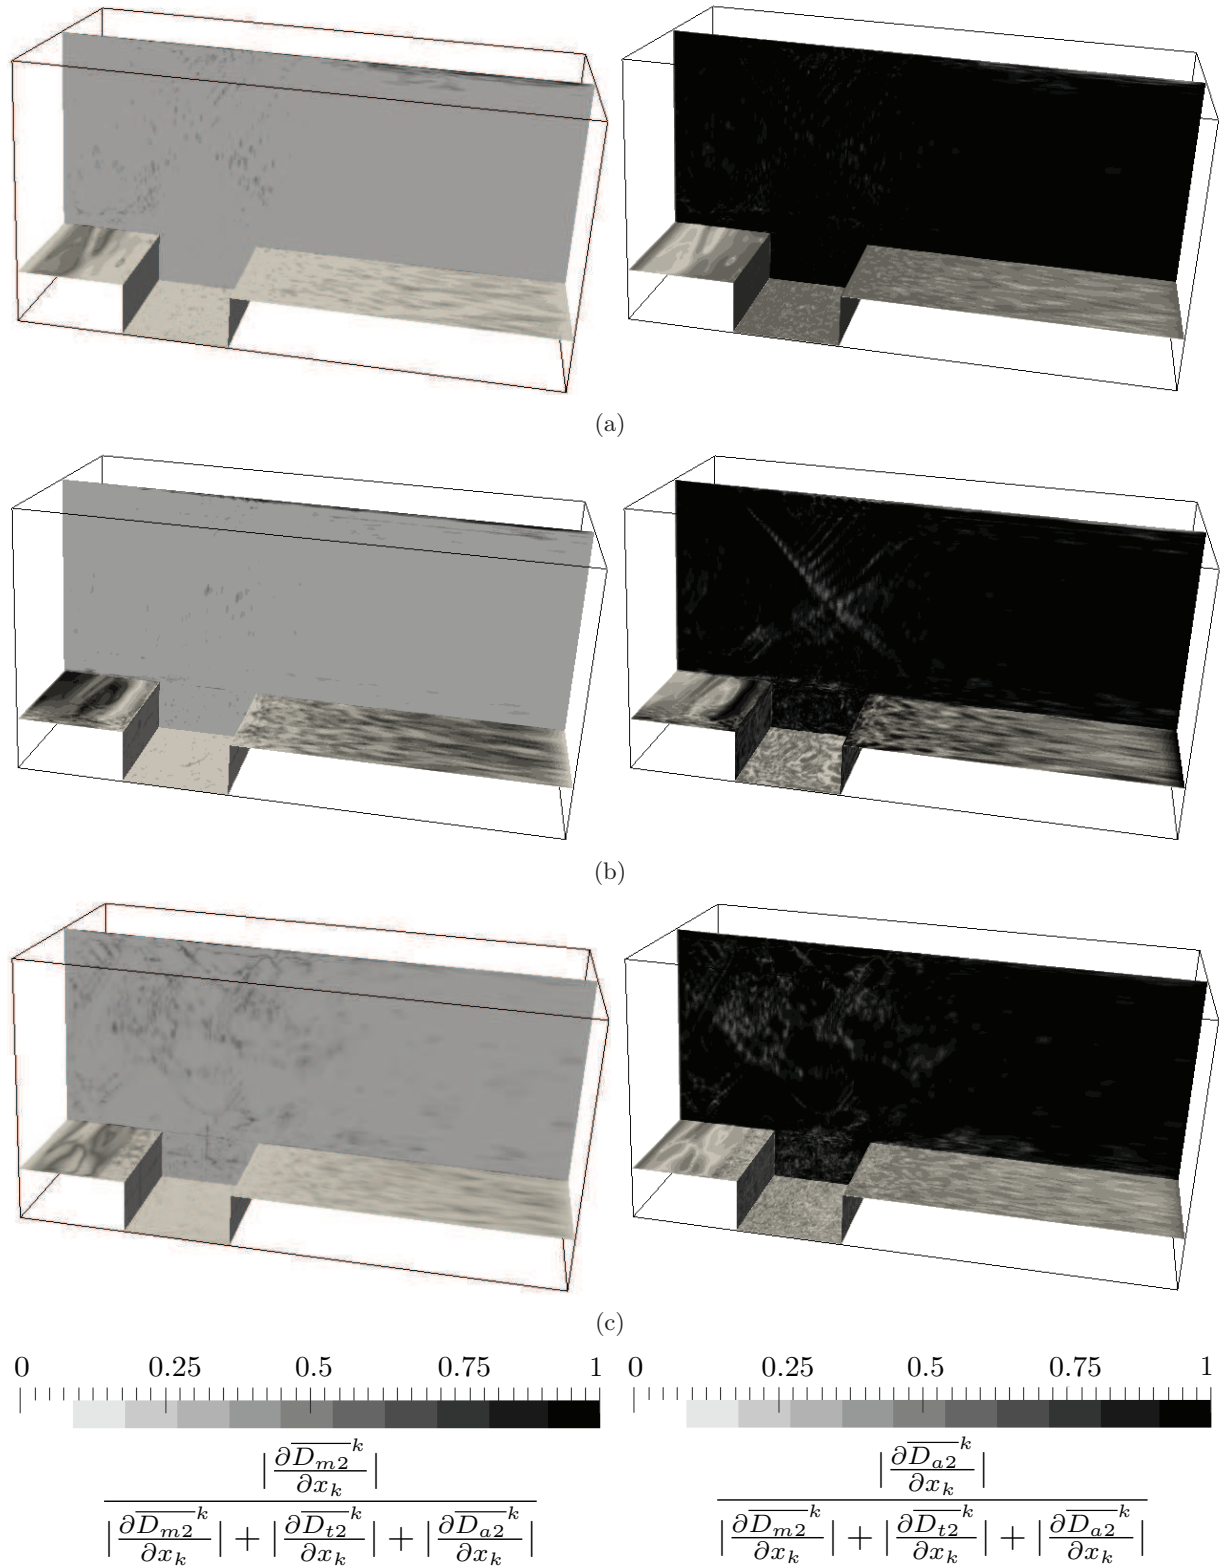 (a)
(b)
(c)
0 0.25 0.5 0.75 1
0 0.25 0.5 0.75 1
|∂\overline{D_{m2}}^k/∂x_k| / (|∂\overline{D_{m2}}^k/∂x_k| + |∂\overline{D_{t2}}^k/∂x_k| + |∂\overline{D_{a2}}^k/∂x_k|)
|∂\overline{D_{a2}}^k/∂x_k| / (|∂\overline{D_{m2}}^k/∂x_k| + |∂\overline{D_{t2}}^k/∂x_k| + |∂\overline{D_{a2}}^k/∂x_k|)